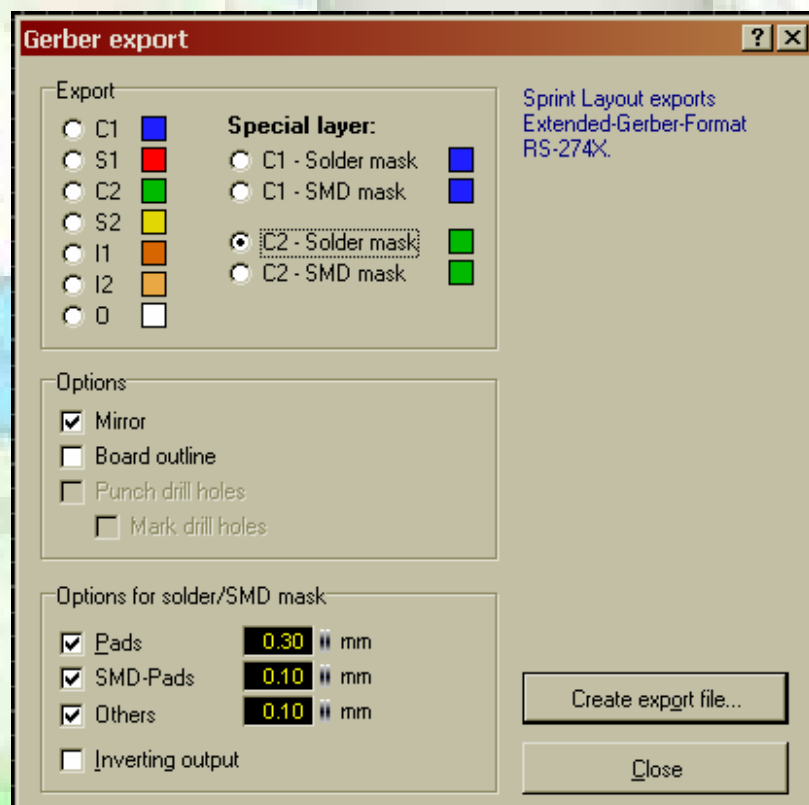 Gerber export
Export
C1
S1
C2
S2
I1
I2
O
Special layer:
C1 - Solder mask
C1 - SMD mask
C2 - Solder mask
C2 - SMD mask
Sprint Layout exports
Extended-Gerber-Format
RS-274X.
Options
Mirror
Board outline
Punch drill holes
Mark drill holes
Options for solder/SMD mask
Pads 0.30 mm
SMD-Pads 0.10 mm
Others 0.10 mm
Inverting output
Create export file...
Close